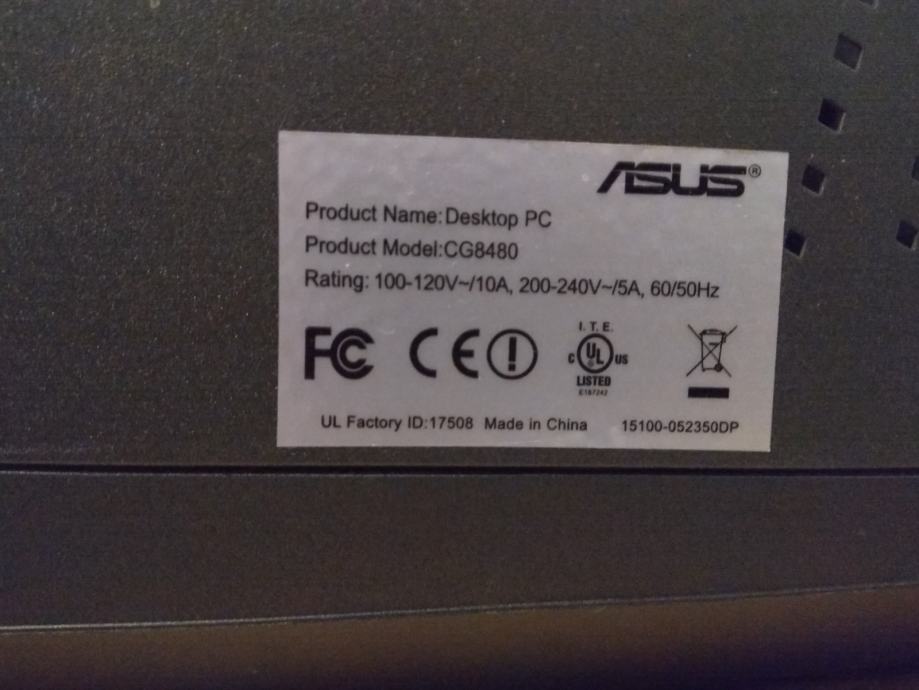 ASUS®
Product Name:Desktop PC
Product Model:CG8480
Rating: 100-120V~/10A, 200-240V~/5A, 60/50Hz
I. T. E.
FC CE C UL ® US
LISTED
E187242
UL Factory ID:17508 Made in China 15100-052350DP